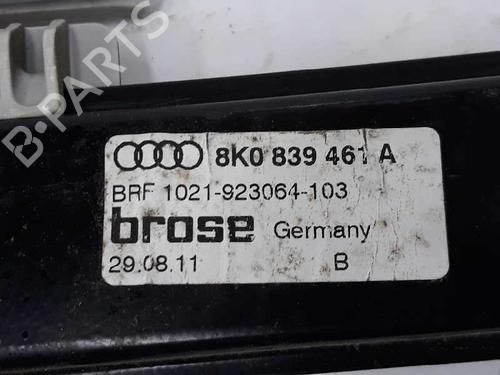 B-PARTS
8K0 839 461 A
BRF 1021-923064-103
brose Germany
29.08.11 B